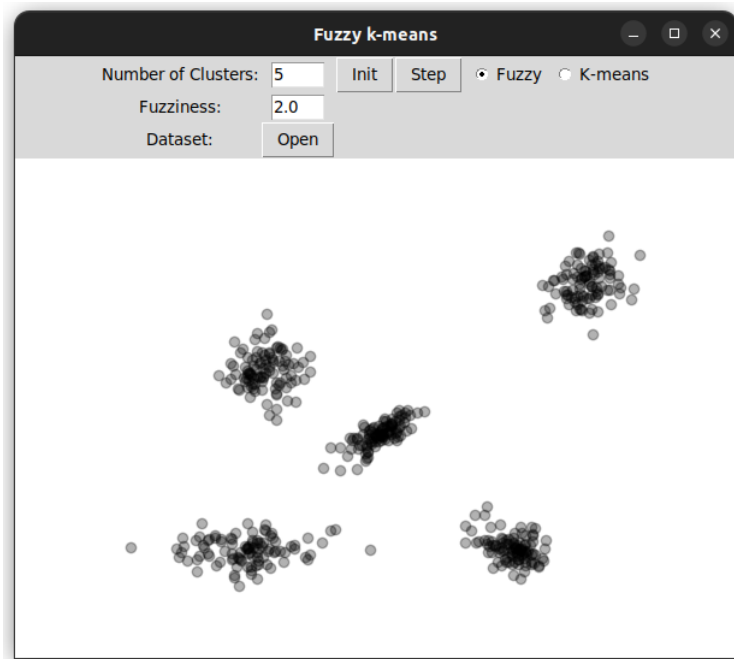 Fuzzy k-means
Number of Clusters: 5 Init Step Fuzzy K-means
Fuzziness: 2.0
Dataset: Open